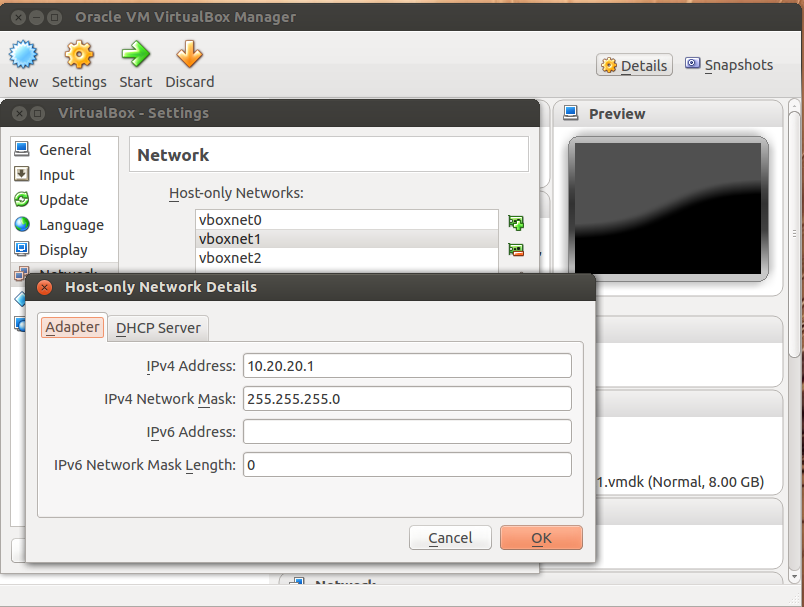 Oracle VM VirtualBox Manager
New
Settings
Start
Discard
Details
Snapshots
VirtualBox - Settings
General
Input
Update
Language
Display
Network
Network
Host-only Networks:
vboxnet0
vboxnet1
vboxnet2
Preview
Host-only Network Details
Adapter
DHCP Server
IPv4 Address: 10.20.20.1
IPv4 Network Mask: 255.255.255.0
IPv6 Address:
IPv6 Network Mask Length: 0
Cancel
OK
1.vmdk (Normal, 8.00 GB)
Network